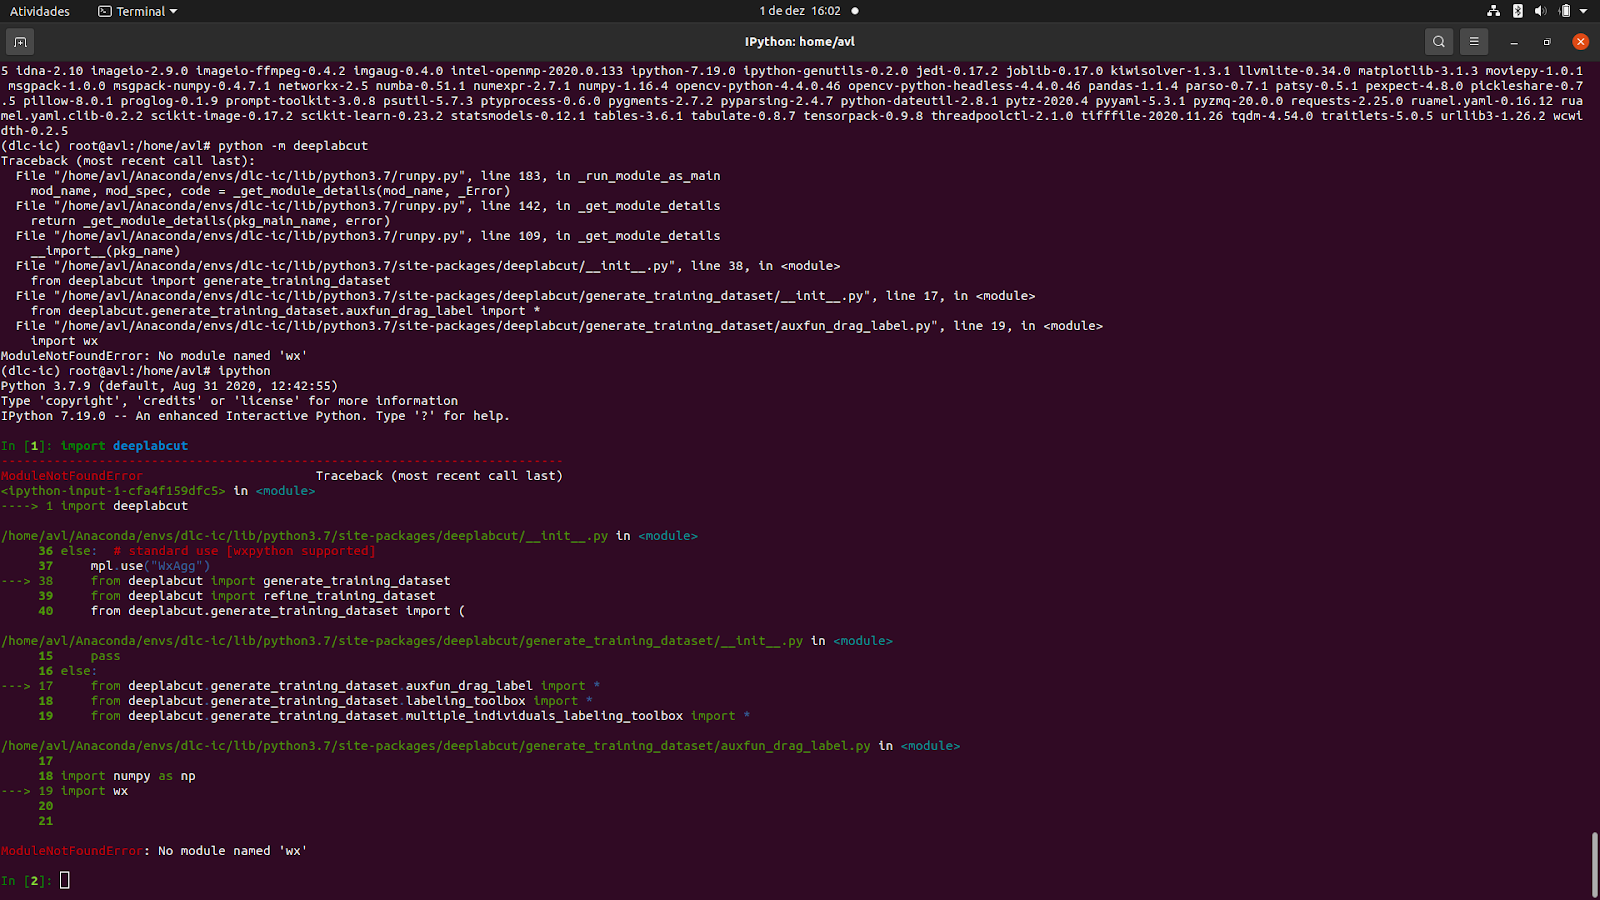 Atividades Terminal 1 de dez 16:02
IPython: home/avl
5 idna-2.10 imageio-2.9.0 imageio-ffmpeg-0.4.2 imgaug-0.4.0 intel-openmp-2020.0.133 ipython-7.19.0 ipython-genutils-0.2.0 jedi-0.17.2 joblib-0.17.0 kiwisolver-1.3.1 llvmlite-0.34.0 matplotlib-3.1.3 moviepy-1.0.1
msgpack-1.0.0 msgpack-numpy-0.4.7.1 networkx-2.5 numba-0.51.1 numexpr-2.7.1 numpy-1.16.4 opencv-python-4.4.0.46 opencv-python-headless-4.4.0.46 pandas-1.1.4 parso-0.7.1 patsy-0.5.1 pexpect-4.8.0 pickleshare-0.7
.5 pillow-8.0.1 proglog-0.1.9 prompt-toolkit-3.0.8 psutil-5.7.3 ptyprocess-0.6.0 pygments-2.7.2 pyparsing-2.4.7 python-dateutil-2.8.1 pytz-2020.4 pyyaml-5.3.1 pyzmq-20.0.0 requests-2.25.0 ruamel.yaml-0.16.12 rua
mel.yaml.clib-0.2.2 scikit-image-0.17.2 scikit-learn-0.23.2 statsmodels-0.12.1 tables-3.6.1 tabulate-0.8.7 tensorpack-0.9.8 threadpoolctl-2.1.0 tifffile-2020.11.26 tqdm-4.54.0 traitlets-5.0.5 urllib3-1.26.2 wcwi
dth-0.2.5
(dlc-ic) root@avl:/home/avl# python -m deeplabcut
Traceback (most recent call last):
  File "/home/avl/Anaconda/envs/dlc-ic/lib/python3.7/runpy.py", line 183, in _run_module_as_main
    mod_name, mod_spec, code = _get_module_details(mod_name, _Error)
  File "/home/avl/Anaconda/envs/dlc-ic/lib/python3.7/runpy.py", line 142, in _get_module_details
    return _get_module_details(pkg_main_name, error)
  File "/home/avl/Anaconda/envs/dlc-ic/lib/python3.7/runpy.py", line 109, in _get_module_details
    __import__(pkg_name)
  File "/home/avl/Anaconda/envs/dlc-ic/lib/python3.7/site-packages/deeplabcut/__init__.py", line 38, in <module>
    from deeplabcut import generate_training_dataset
  File "/home/avl/Anaconda/envs/dlc-ic/lib/python3.7/site-packages/deeplabcut/generate_training_dataset/__init__.py", line 17, in <module>
    from deeplabcut.generate_training_dataset.auxfun_drag_label import *
  File "/home/avl/Anaconda/envs/dlc-ic/lib/python3.7/site-packages/deeplabcut/generate_training_dataset/auxfun_drag_label.py", line 19, in <module>
    import wx
ModuleNotFoundError: No module named 'wx'
(dlc-ic) root@avl:/home/avl# ipython
Python 3.7.9 (default, Aug 31 2020, 12:42:55)
Type 'copyright', 'credits' or 'license' for more information
IPython 7.19.0 -- An enhanced Interactive Python. Type '?' for help.
In [1]: import deeplabcut
---------------------------------------------------------------------------
ModuleNotFoundError                       Traceback (most recent call last)
<ipython-input-1-cfa4f159dfc5> in <module>
----> 1 import deeplabcut
/home/avl/Anaconda/envs/dlc-ic/lib/python3.7/site-packages/deeplabcut/__init__.py in <module>
     36 else:  # standard use [wxpython supported]
     37     mpl.use("WxAgg")
---> 38     from deeplabcut import generate_training_dataset
     39     from deeplabcut import refine_training_dataset
     40     from deeplabcut.generate_training_dataset import (
/home/avl/Anaconda/envs/dlc-ic/lib/python3.7/site-packages/deeplabcut/generate_training_dataset/__init__.py in <module>
     15     pass
     16 else:
---> 17     from deeplabcut.generate_training_dataset.auxfun_drag_label import *
     18     from deeplabcut.generate_training_dataset.labeling_toolbox import *
     19     from deeplabcut.generate_training_dataset.multiple_individuals_labeling_toolbox import *
/home/avl/Anaconda/envs/dlc-ic/lib/python3.7/site-packages/deeplabcut/generate_training_dataset/auxfun_drag_label.py in <module>
     17
     18 import numpy as np
---> 19 import wx
     20
     21
ModuleNotFoundError: No module named 'wx'
In [2]: